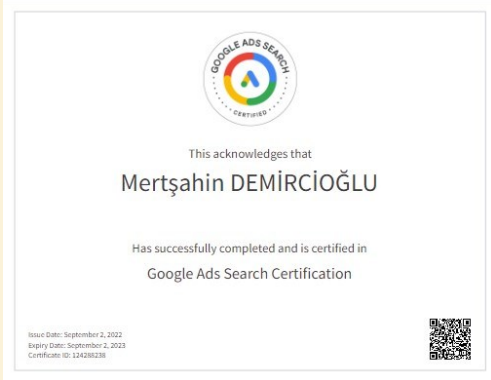 GOOGLE ADS SEARCH
CERTIFIED
This acknowledges that
Mertşahin DEMİRCİOĞLU
Has successfully completed and is certified in
Google Ads Search Certification
Issue Date: September 2, 2022
Expiry Date: September 2, 2023
Certificate ID: 124288238